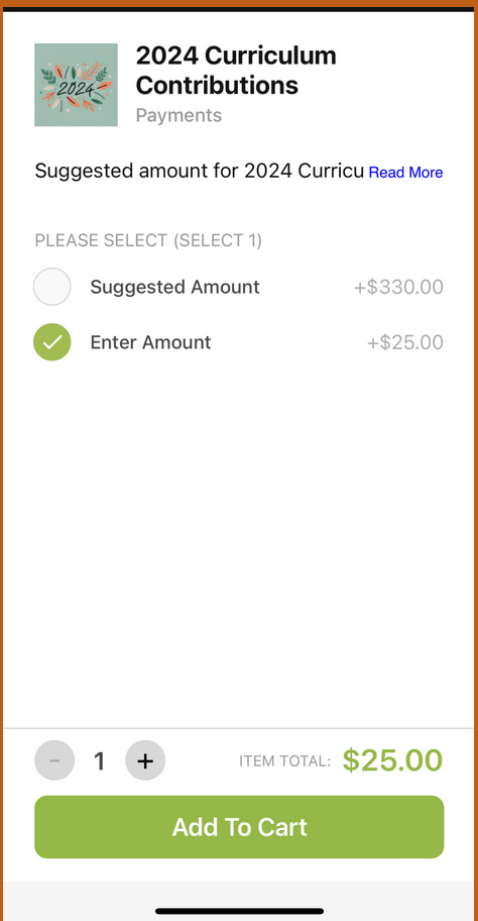 2024
2024 Curriculum
Contributions
Payments
Suggested amount for 2024 Curricu Read More
PLEASE SELECT (SELECT 1)
Suggested Amount +$330.00
Enter Amount +$25.00
- 1 + ITEM TOTAL: $25.00
Add To Cart